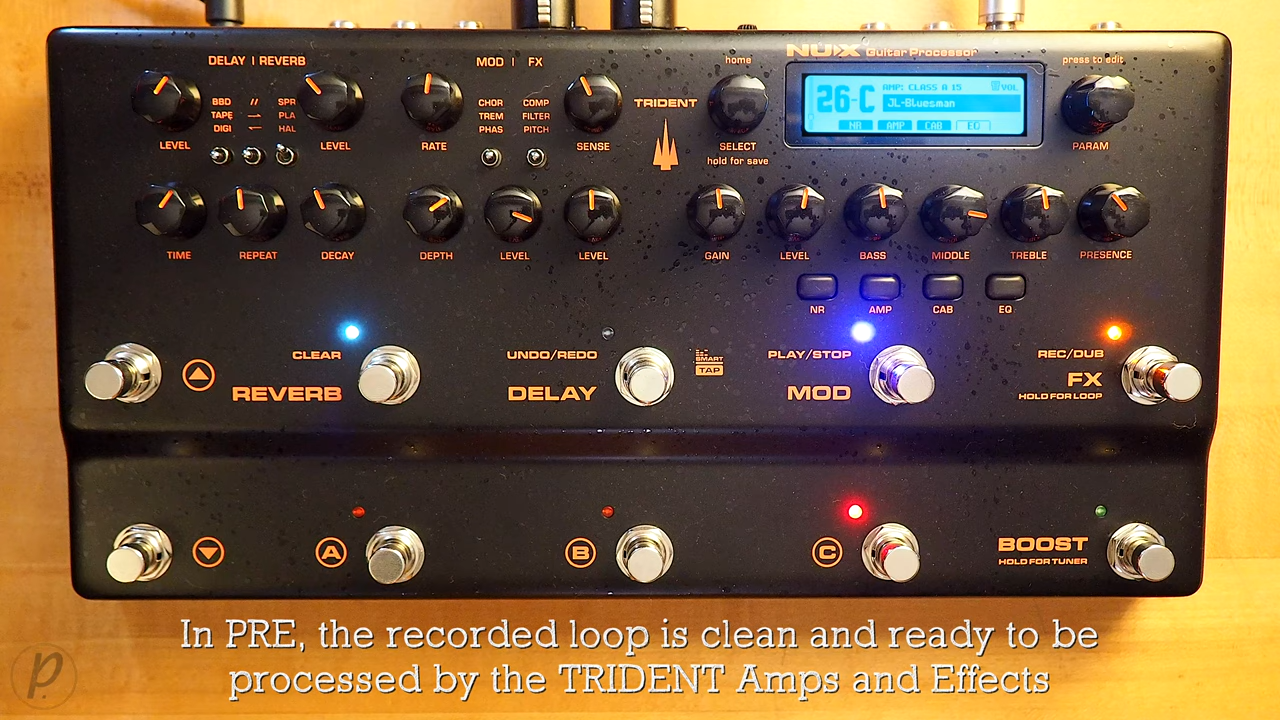 NUX Guitar Processor
DELAY | REVERB
MOD | FX
home
press to edit
BBD // SPR
TAPE PLA
DIGI HAL
CHOR COMP
TREM FILTER
PHAS PITCH
TRIDENT
26-C
AMP: CLASS A 15 VOL
JL-Bluesman
NR AMP CAB EQ
LEVEL LEVEL RATE SENSE SELECT PARAM
hold for save
TIME REPEAT DECAY DEPTH LEVEL LEVEL GAIN LEVEL BASS MIDDLE TREBLE PRESENCE
NR AMP CAB EQ
CLEAR UNDO/REDO SMART PLAY/STOP REC/DUB
TAP
REVERB DELAY MOD FX
HOLD FOR LOOP
A B C BOOST
HOLD FOR TUNER
In PRE, the recorded loop is clean and ready to be
processed by the TRIDENT Amps and Effects
p